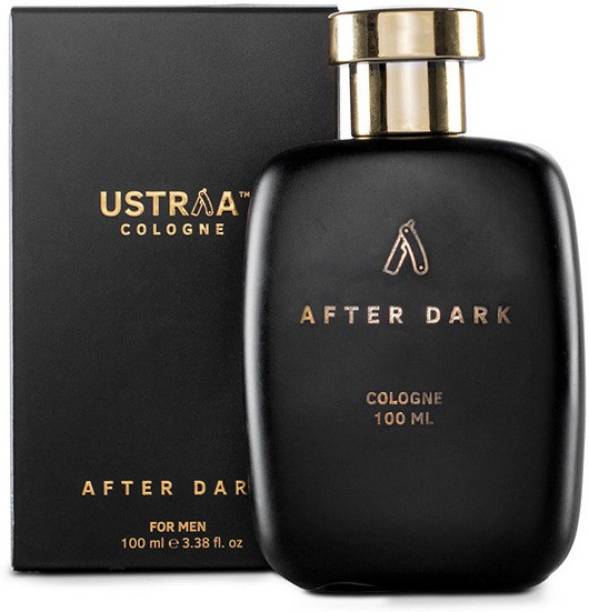 USTRAA™
COLOGNE
AFTER DAR
FOR MEN
100 ml ℮ 3.38 fl. oz
AFTER DARK
COLOGNE
100 ML